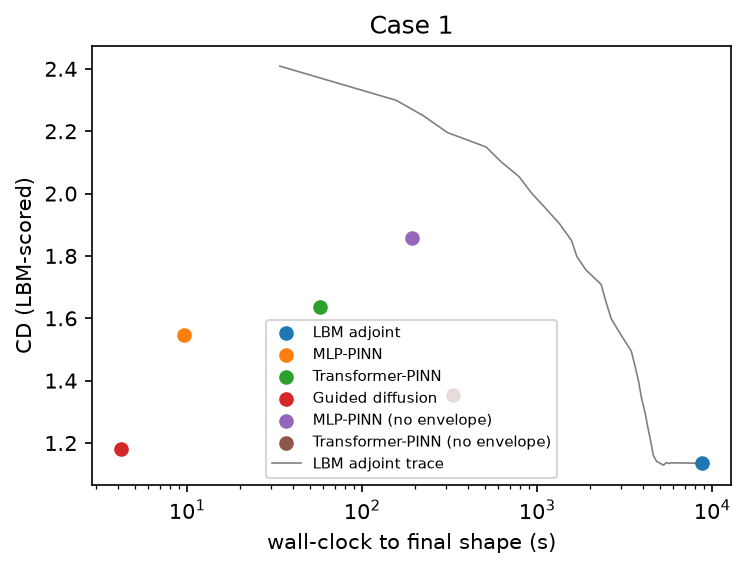 Case 1
CD (LBM-scored)
2.4
2.2
2.0
1.8
1.6
1.4
1.2
LBM adjoint
MLP-PINN
Transformer-PINN
Guided diffusion
MLP-PINN (no envelope)
Transformer-PINN (no envelope)
LBM adjoint trace
10¹ 10² 10³ 10⁴
wall-clock to final shape (s)